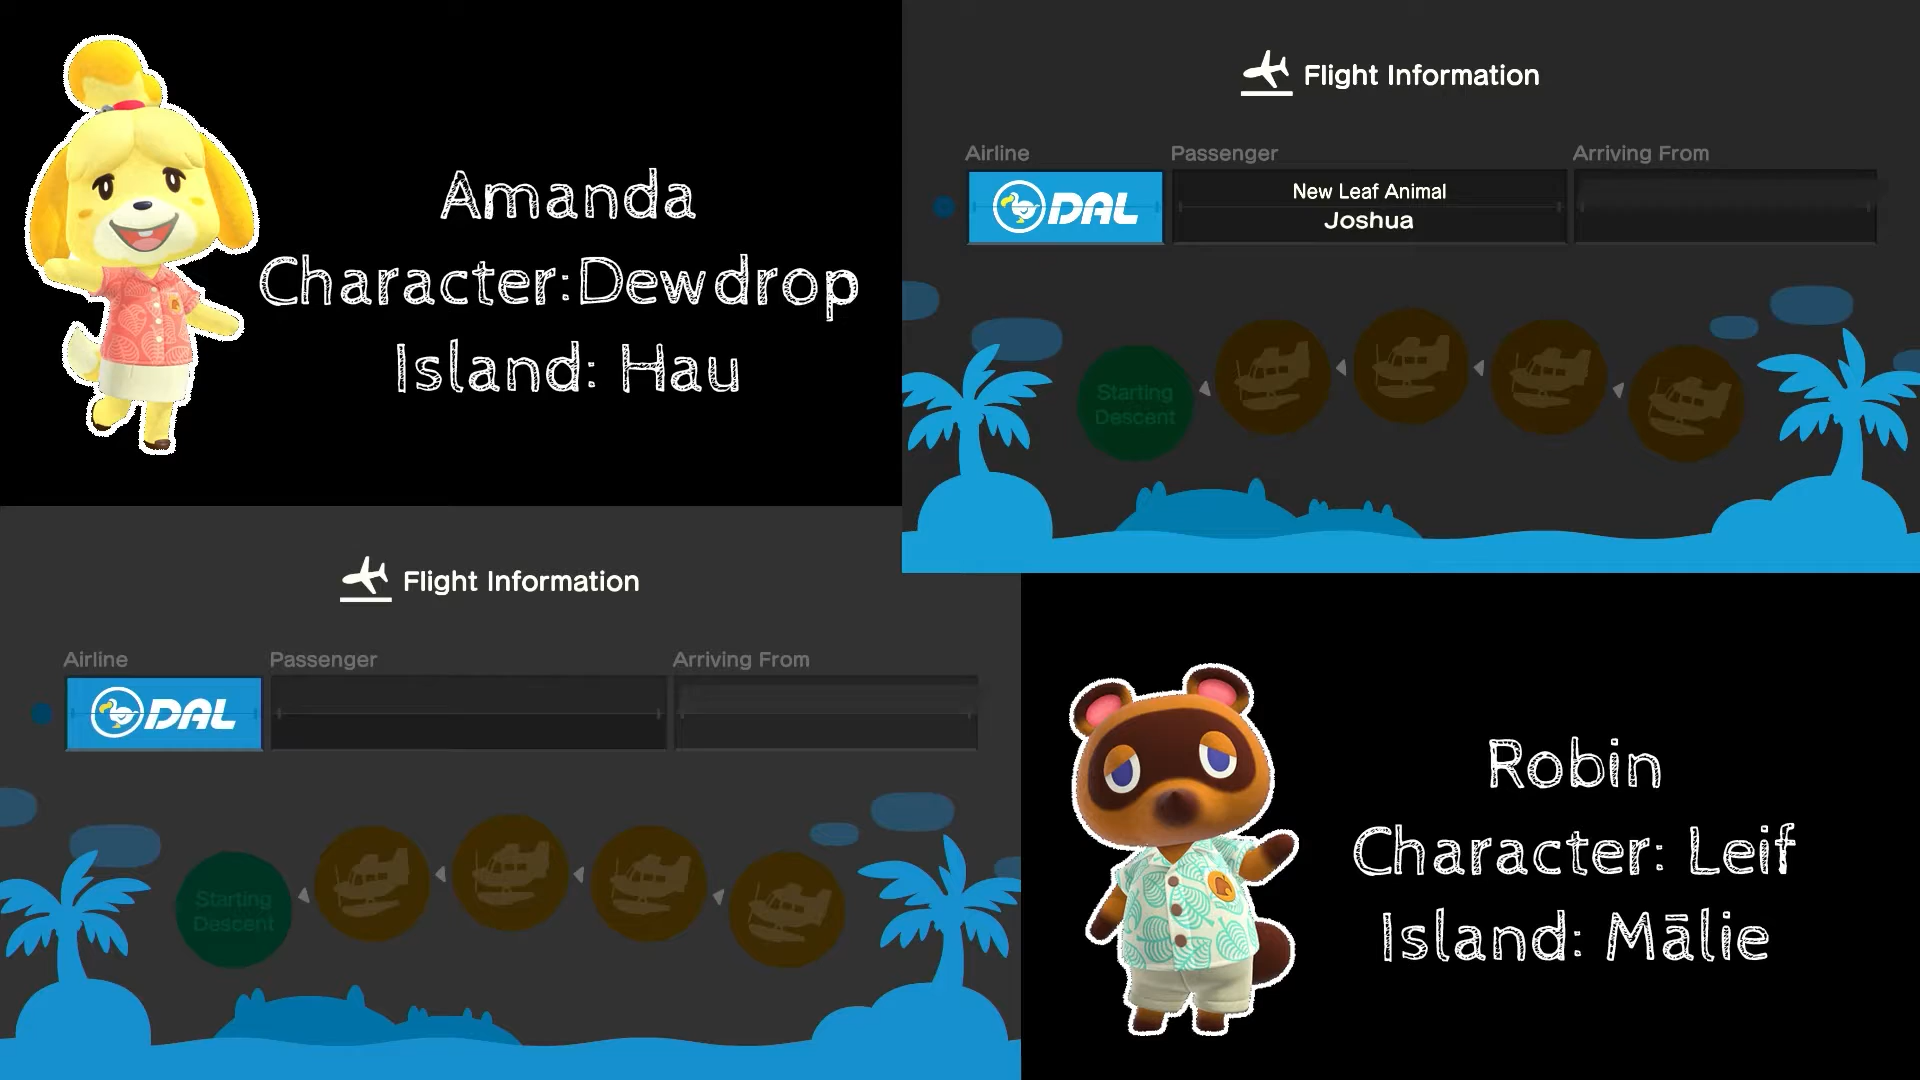 Amanda
Character:Dewdrop
Island: Hau
Flight Information
Airline
Passenger
Arriving From
DAL
New Leaf Animal
Joshua
Starting
Descent
Flight Information
Airline
Passenger
Arriving From
DAL
Starting
Descent
Robin
Character: Leif
Island: Mālie